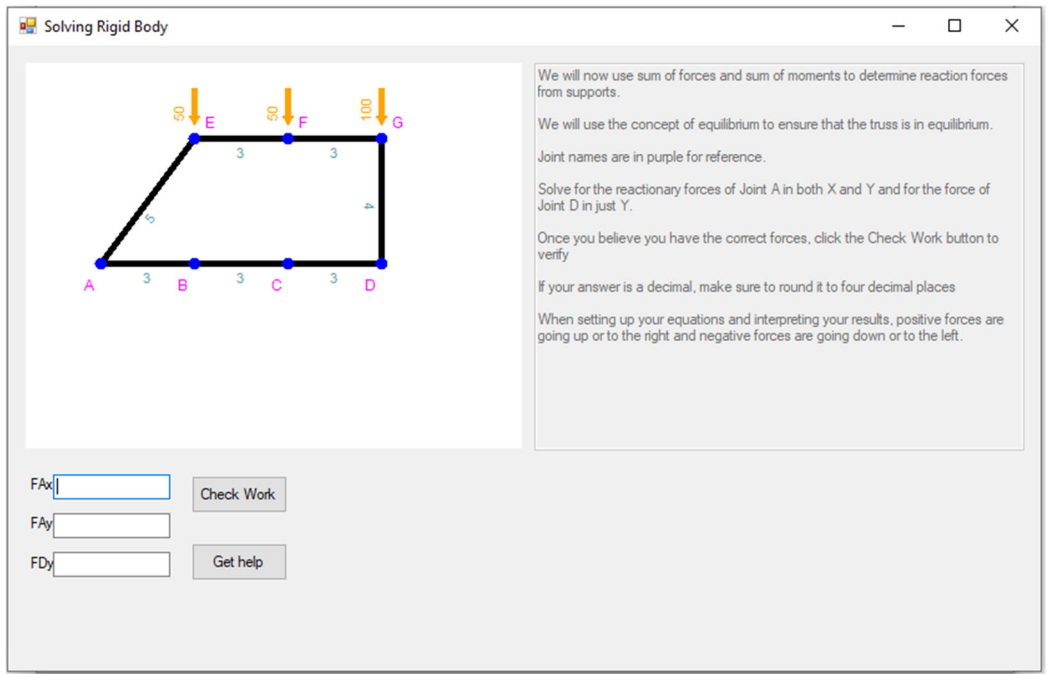 Solving Rigid Body
50 50 100
E F G
3 3
5 4
A 3 B 3 C 3 D
We will now use sum of forces and sum of moments to determine reaction forces
from supports.
We will use the concept of equilibrium to ensure that the truss is in equilibrium.
Joint names are in purple for reference.
Solve for the reactionary forces of Joint A in both X and Y and for the force of
Joint D in just Y.
Once you believe you have the correct forces, click the Check Work button to
verify
If your answer is a decimal, make sure to round it to four decimal places
When setting up your equations and interpreting your results, positive forces are
going up or to the right and negative forces are going down or to the left.
FAx
Check Work
FAy
FDy
Get help